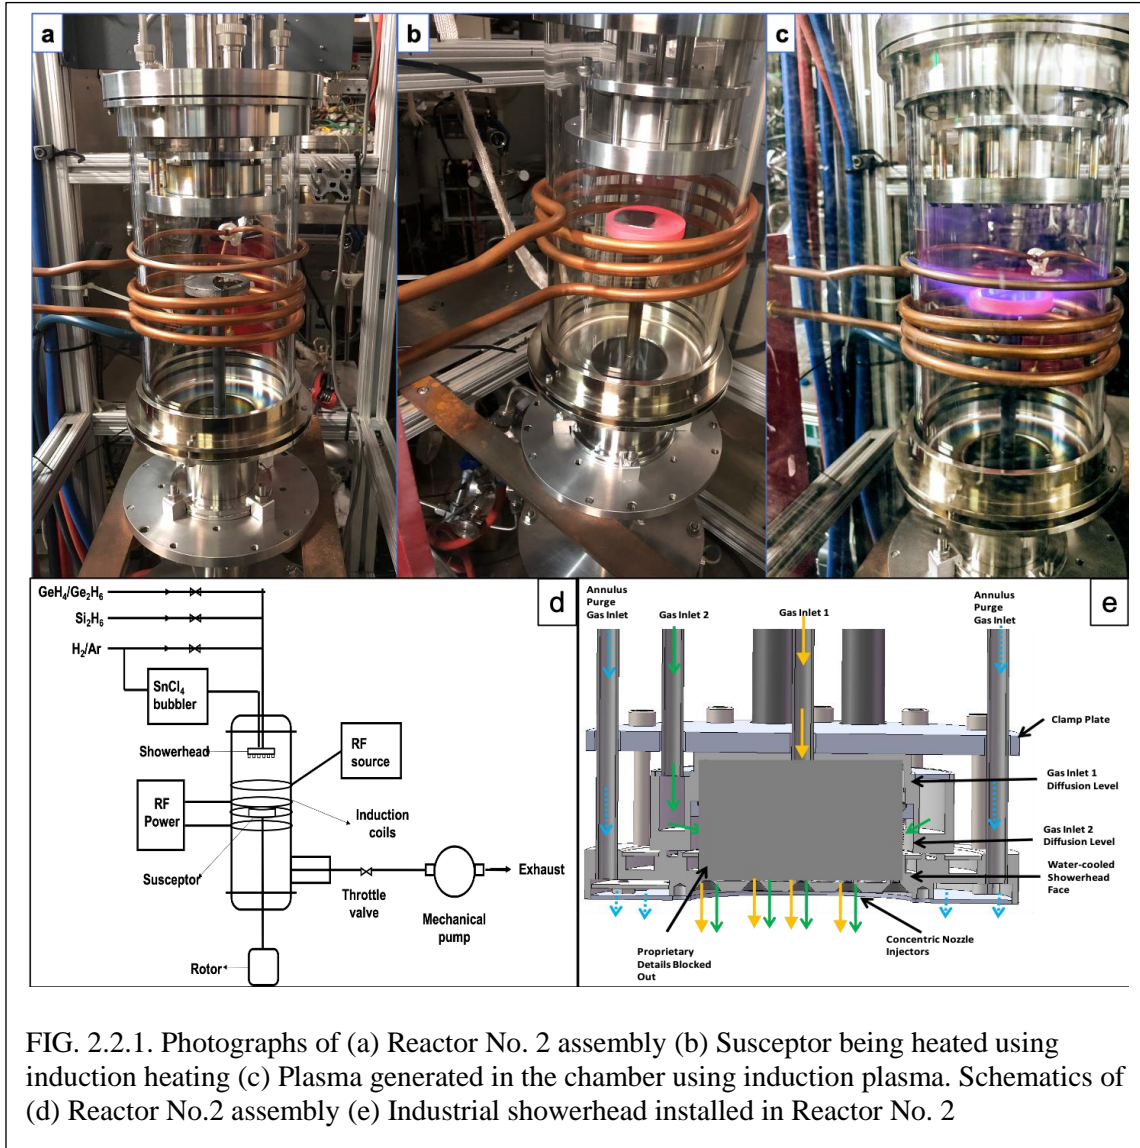 a
b
c
GeH4/Ge2H6
Si2H6
H2/Ar
SnCl4
bubbler
Showerhead
RF
source
RF
Power
Induction
coils
Susceptor
Throttle
valve
Mechanical
pump
Exhaust
Rotor
d
e
Annulus
Purge
Gas Inlet
Gas Inlet 2
Gas Inlet 1
Annulus
Purge
Gas Inlet
Clamp Plate
Gas Inlet 1
Diffusion Level
Gas Inlet 2
Diffusion Level
Water-cooled
Showerhead
Face
Concentric Nozzle
Injectors
Proprietary
Details Blocked
Out
FIG. 2.2.1. Photographs of (a) Reactor No. 2 assembly (b) Susceptor being heated using
induction heating (c) Plasma generated in the chamber using induction plasma. Schematics of
(d) Reactor No.2 assembly (e) Industrial showerhead installed in Reactor No. 2